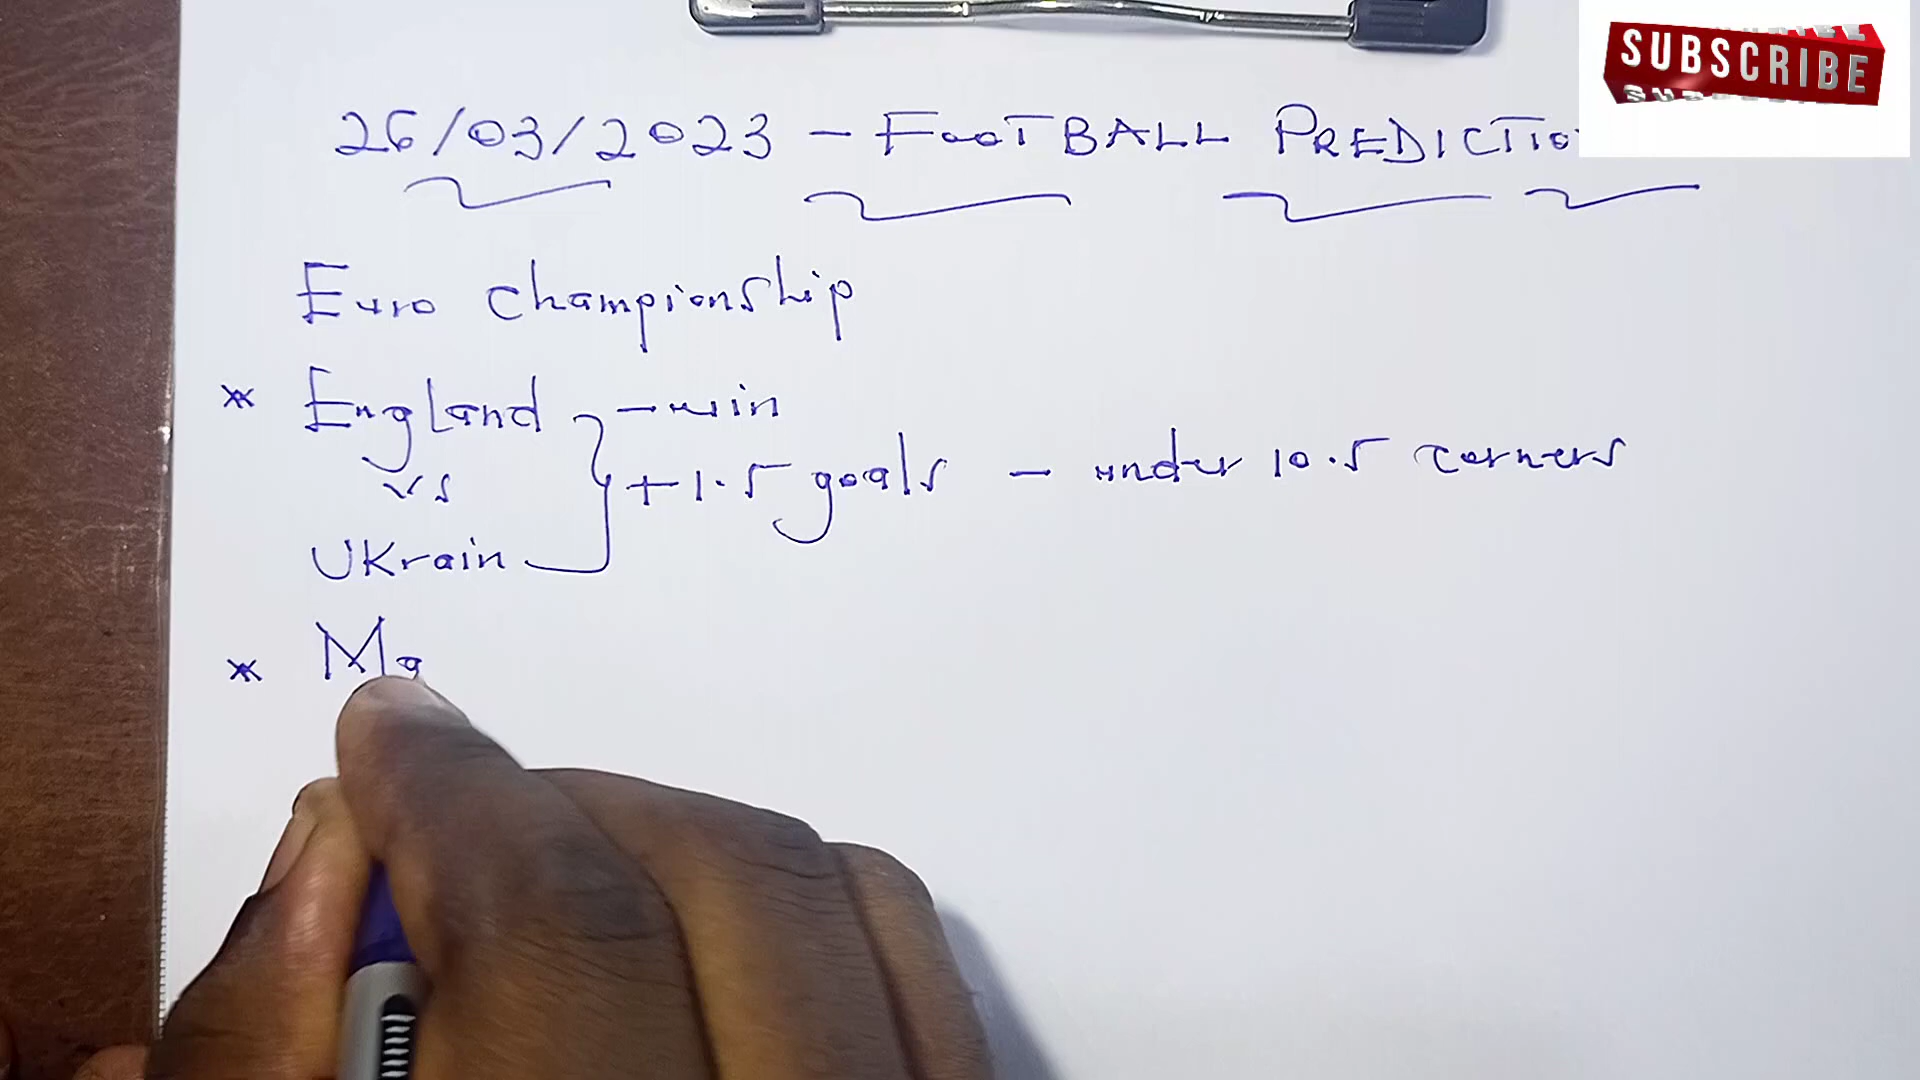 SUBSCRIBE
26/03/2023 - FOOTBALL PREDICTIO
Euro Championship
* England - win
vs + 1.5 goals - under 10.5 corners
UKrain
* Ma